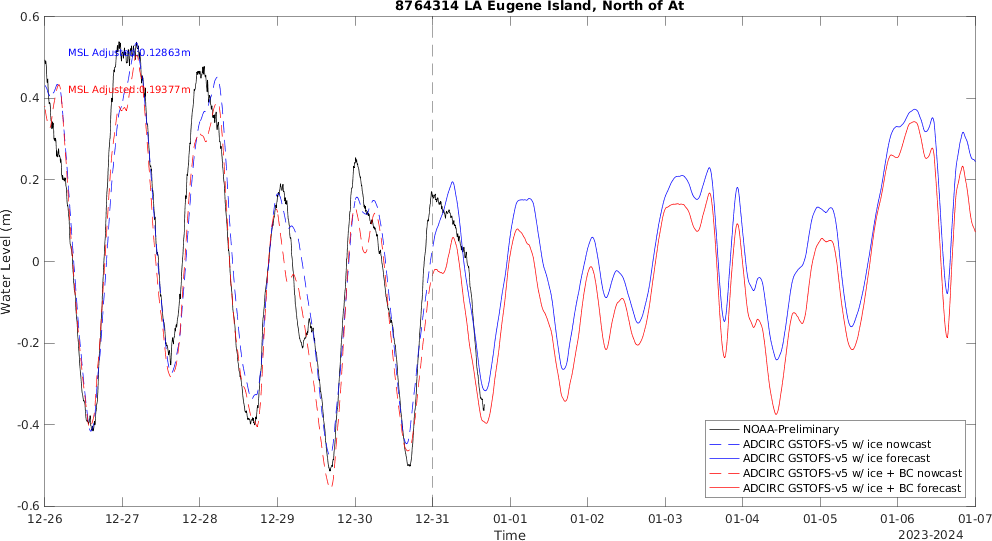 8764314 LA Eugene Island, North of At
0.6
0.4
0.2
0
-0.2
-0.4
-0.6
Water Level (m)
MSL Adjusted:0.12863m
MSL Adjusted:0.19377m
NOAA-Preliminary
ADCIRC GSTOFS-v5 w/ ice nowcast
ADCIRC GSTOFS-v5 w/ ice forecast
ADCIRC GSTOFS-v5 w/ ice + BC nowcast
ADCIRC GSTOFS-v5 w/ ice + BC forecast
12-26 12-27 12-28 12-29 12-30 12-31 01-01 01-02 01-03 01-04 01-05 01-06 01-07
Time
2023-2024